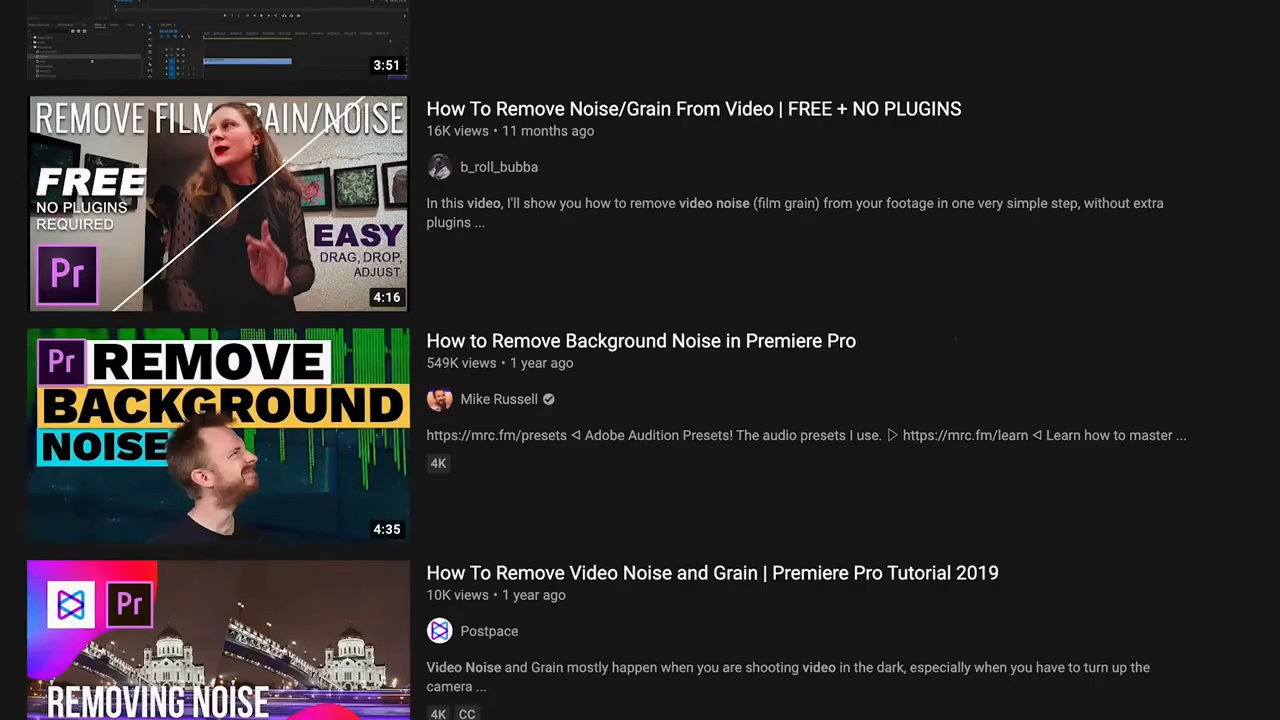 3:51
REMOVE FILM GRAIN/NOISE
FREE
NO PLUGINS
REQUIRED
EASY
DRAG, DROP,
ADJUST
Pr
4:16
How To Remove Noise/Grain From Video | FREE + NO PLUGINS
16K views • 11 months ago
b_roll_bubba
In this video, I'll show you how to remove video noise (film grain) from your footage in one very simple step, without extra
plugins ...
Pr REMOVE
BACKGROUND
NOISE
4:35
How to Remove Background Noise in Premiere Pro
549K views • 1 year ago
Mike Russell
https://mrc.fm/presets ◁ Adobe Audition Presets! The audio presets I use. ▷ https://mrc.fm/learn ◁ Learn how to master ...
4K
Pr
REMOVING NOISE
How To Remove Video Noise and Grain | Premiere Pro Tutorial 2019
10K views • 1 year ago
Postpace
Video Noise and Grain mostly happen when you are shooting video in the dark, especially when you have to turn up the
camera ...
4K CC